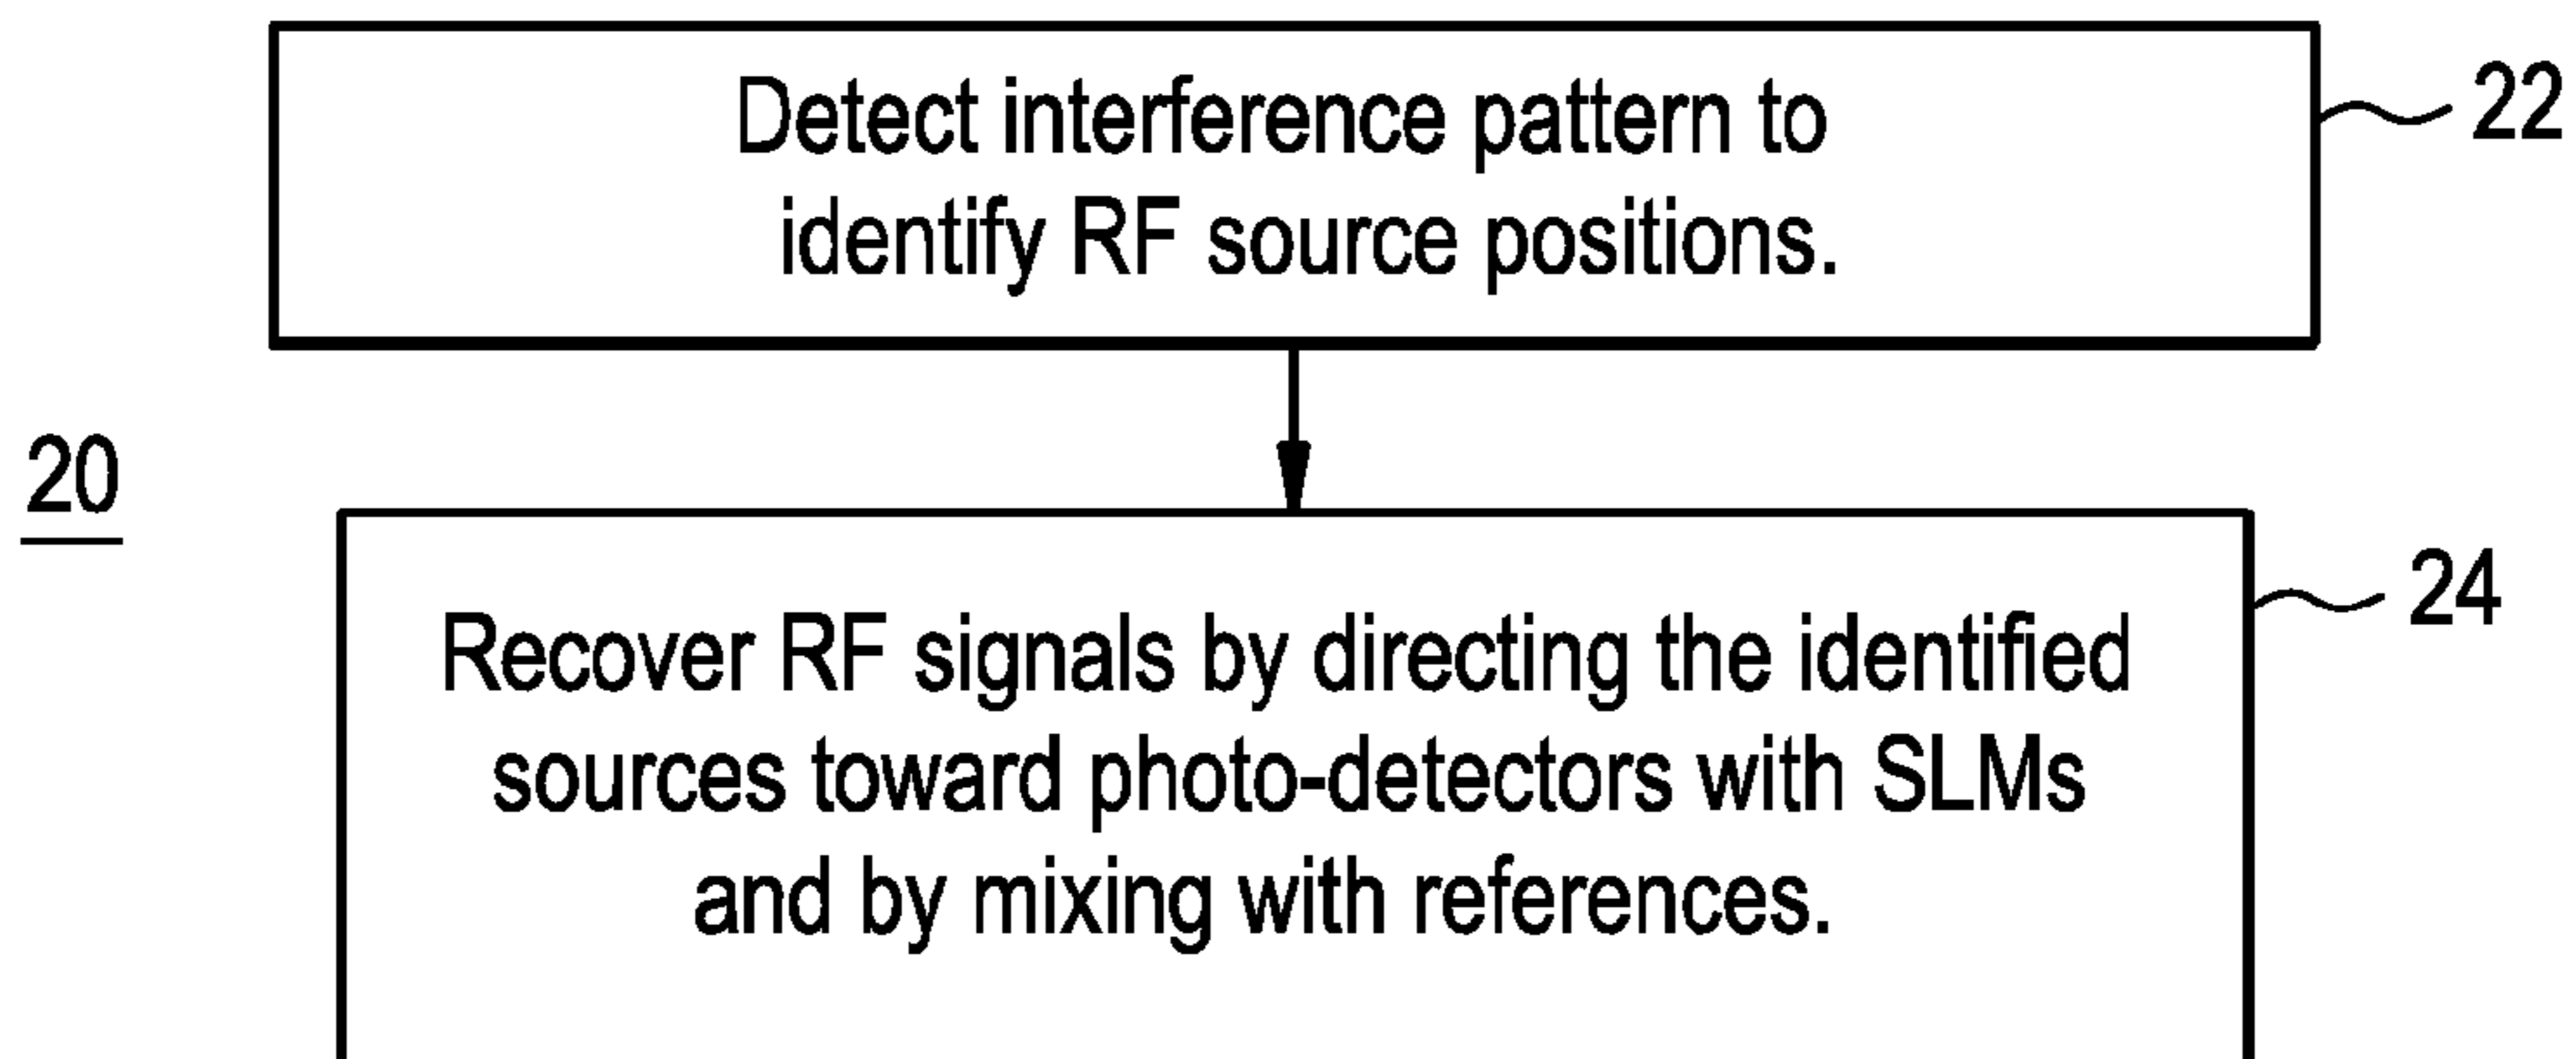 Detect interference pattern to
identify RF source positions.
22
20
Recover RF signals by directing the identified
sources toward photo-detectors with SLMs
and by mixing with references.
24